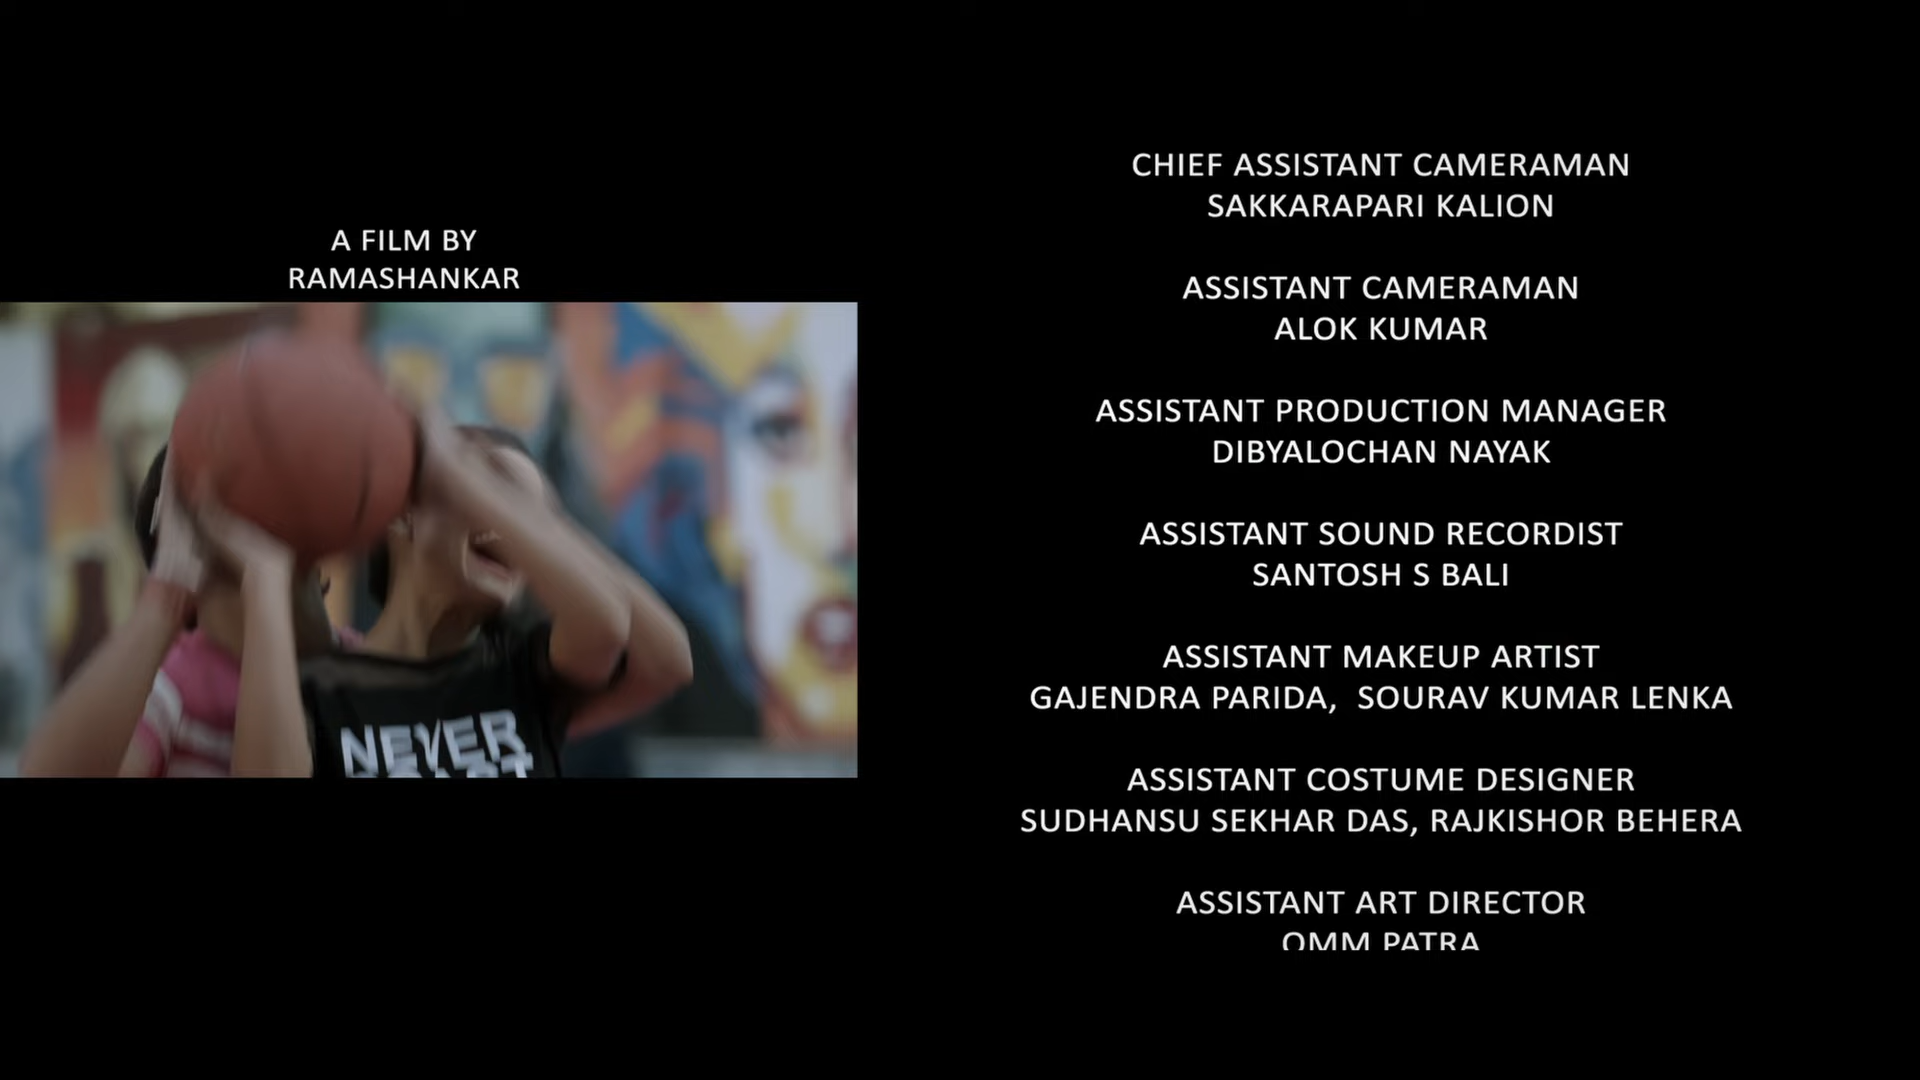 A FILM BY
RAMASHANKAR
NEVER
CHIEF ASSISTANT CAMERAMAN
SAKKARAPARI KALION
ASSISTANT CAMERAMAN
ALOK KUMAR
ASSISTANT PRODUCTION MANAGER
DIBYALOCHAN NAYAK
ASSISTANT SOUND RECORDIST
SANTOSH S BALI
ASSISTANT MAKEUP ARTIST
GAJENDRA PARIDA, SOURAV KUMAR LENKA
ASSISTANT COSTUME DESIGNER
SUDHANSU SEKHAR DAS, RAJKISHOR BEHERA
ASSISTANT ART DIRECTOR
OMM PATRA